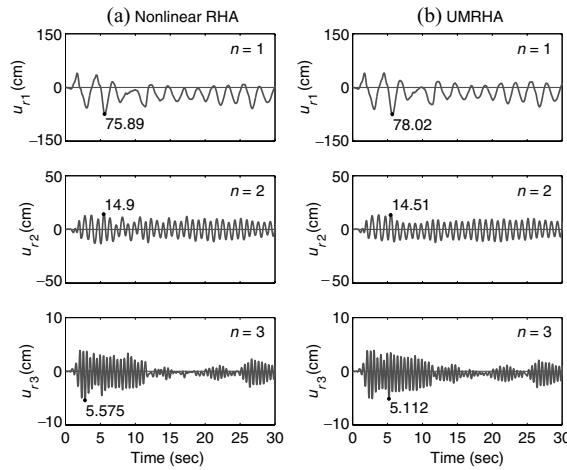 (a) Nonlinear RHA
(b) UMRHA
150
0
−150
u_r1 (cm)
n = 1
75.89
150
0
−150
u_r1 (cm)
n = 1
78.02
50
0
−50
u_r2 (cm)
n = 2
14.9
50
0
−50
u_r2 (cm)
n = 2
14.51
10
0
−10
u_r3 (cm)
n = 3
5.575
0 5 10 15 20 25 30
Time (sec)
10
0
−10
u_r3 (cm)
n = 3
5.112
0 5 10 15 20 25 30
Time (sec)